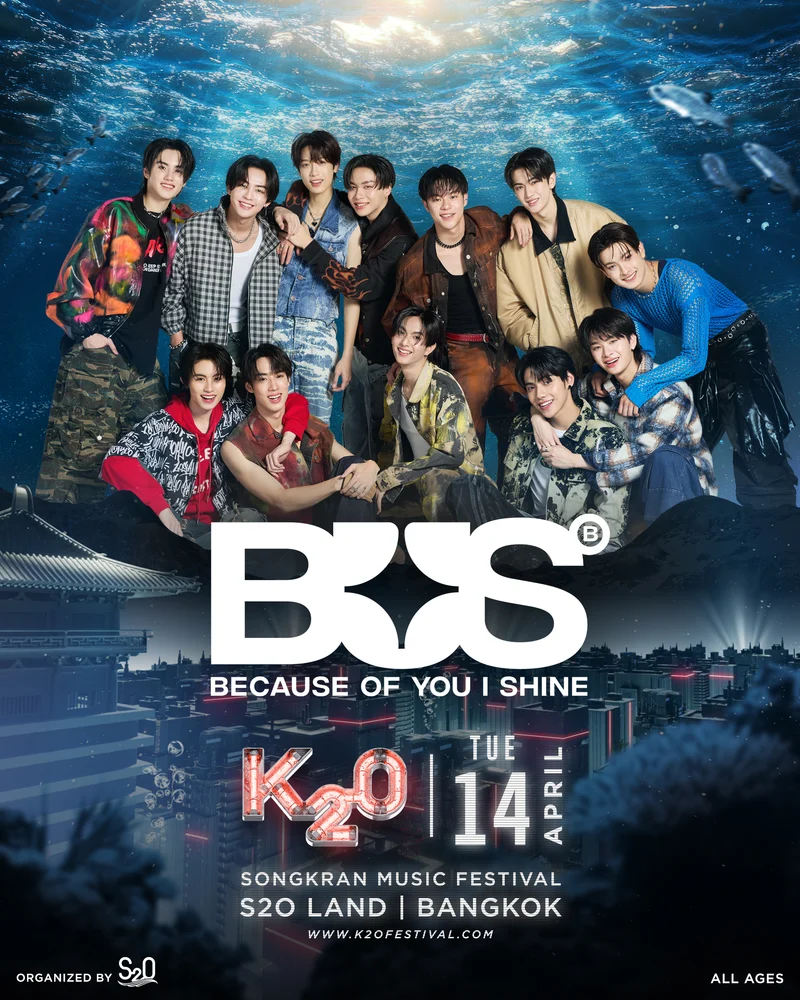 BUS
B
BECAUSE OF YOU I SHINE
K2O
TUE
14
APRIL
SONGKRAN MUSIC FESTIVAL
S2O LAND | BANGKOK
WWW.K2OFESTIVAL.COM
ORGANIZED BY S2O
ALL AGES